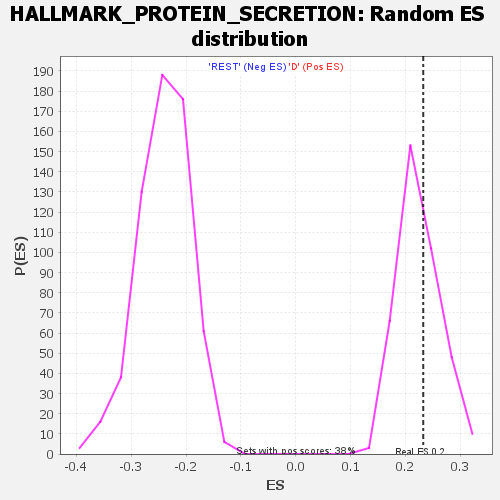 HALLMARK_PROTEIN_SECRETION: Random ES
distribution
'REST' (Neg ES) 'D' (Pos ES)
190
180
170
160
150
140
130
120
110
100
90
80
70
60
50
40
30
20
10
0
P(ES)
Sets with pos scores: 38%
Real ES 0.2
-0.4 -0.3 -0.2 -0.1 0.0 0.1 0.2 0.3
ES